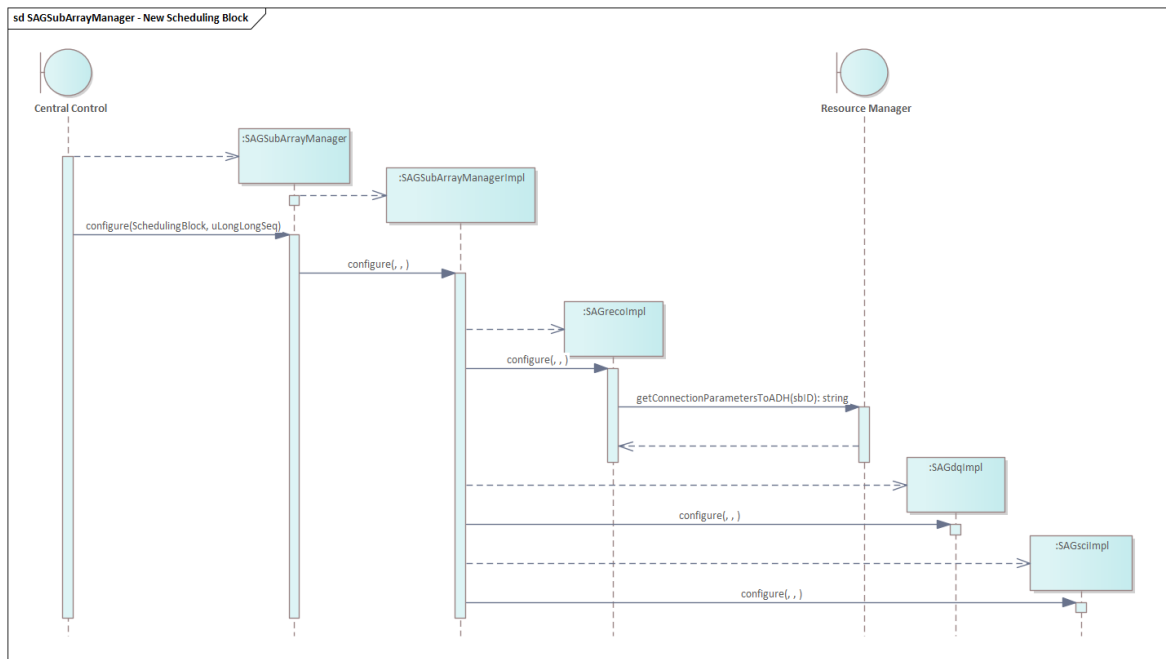 sd SAGSubArrayManager - New Scheduling Block
Central Control
Resource Manager
:SAGSubArrayManager
:SAGSubArrayManagerImpl
configure(SchedulingBlock, uLongLongSeq)
configure(, , )
:SAGrecoImpl
configure(, , )
getConnectionParametersToADH(sbID): string
:SAGdqImpl
configure(, , )
:SAGsciImpl
configure(, , )